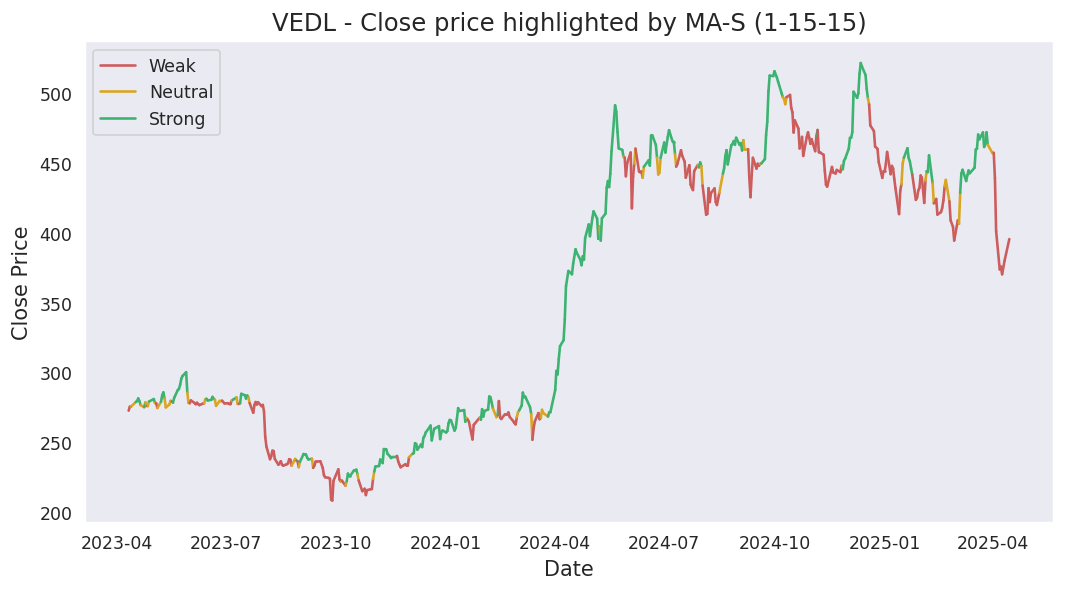 VEDL - Close price highlighted by MA-S (1-15-15)
Weak
Neutral
Strong
Close Price
500
450
400
350
300
250
200
2023-04 2023-07 2023-10 2024-01 2024-04 2024-07 2024-10 2025-01 2025-04
Date